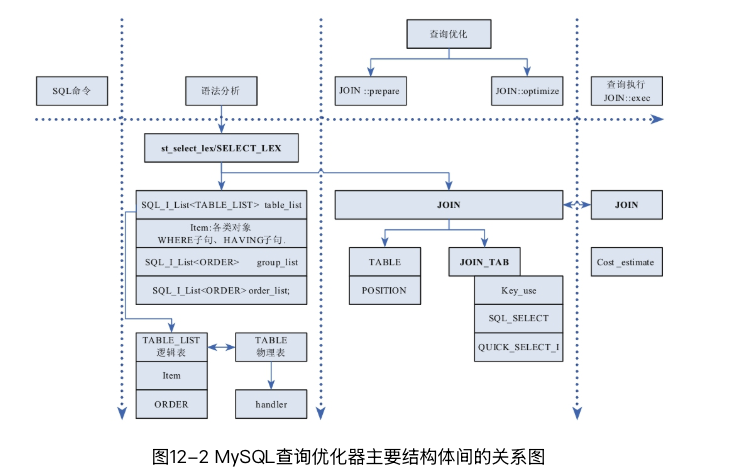 查询优化
SQL命令
语法分析
JOIN ::prepare
JOIN::optimize
查询执行
JOIN::exec
st_select_lex/SELECT_LEX
SQL_I_List<TABLE_LIST> table_list
Item:各类对象
WHERE子句、HAVING子句.
SQL_I_List<ORDER> group_list
SQL_I_List<ORDER> order_list;
JOIN
JOIN
TABLE
POSITION
JOIN_TAB
Key_use
SQL_SELECT
QUICK_SELECT_I
Cost_estimate
TABLE_LIST
逻辑表
Item
ORDER
TABLE
物理表
handler
图12-2 MySQL查询优化器主要结构体间的关系图